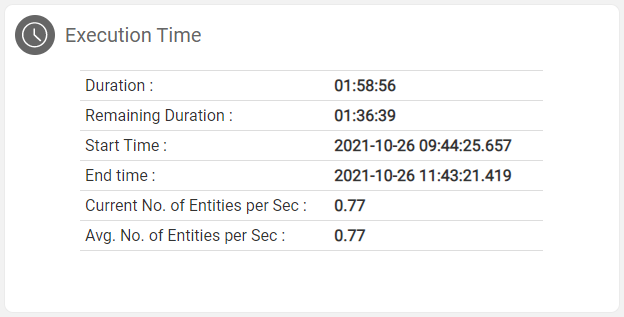 Execution Time
Duration : 01:58:56
Remaining Duration : 01:36:39
Start Time : 2021-10-26 09:44:25.657
End time : 2021-10-26 11:43:21.419
Current No. of Entities per Sec : 0.77
Avg. No. of Entities per Sec : 0.77